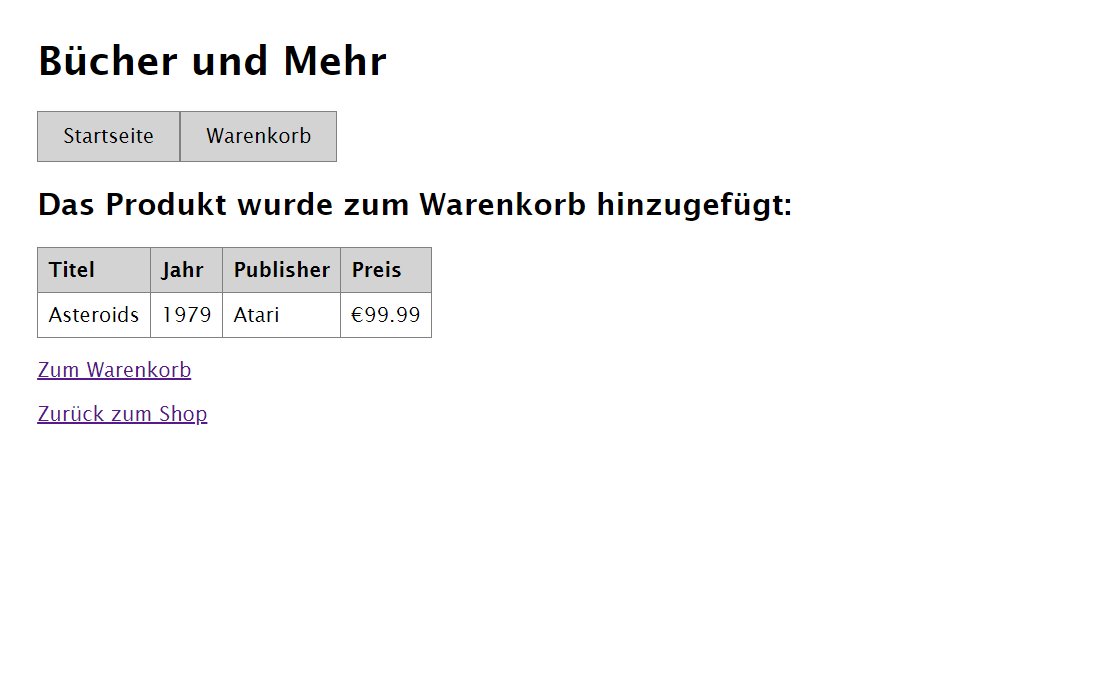 Bücher und Mehr
Startseite Warenkorb
Das Produkt wurde zum Warenkorb hinzugefügt:
Titel Jahr Publisher Preis
Asteroids 1979 Atari €99.99
Zum Warenkorb
Zurück zum Shop